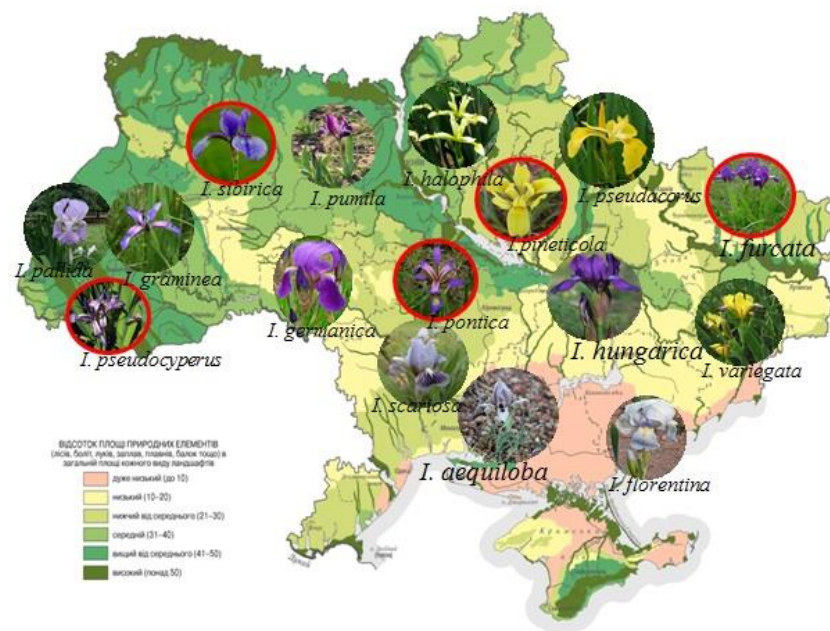 I. sibirica
I. pumila
I. halophila
I. pseudacorus
I. pineticola
I. furcata
I. pallida
I. graminea
I. pseudocyperus
I. germanica
I. pontica
I. hungarica
I. variegata
I. scariosa
I. aequiloba
I. florentina
ВІДСОТОК ПЛОЩІ ПРИРОДНИХ ЕЛЕМЕНТІВ
(лісів, боліт, луків, заплав, плавнів, балок тощо) в
загальній площі кожного виду ландшафтів
дуже низький (до 10)
низький (10–20)
нижчий від середнього (21–30)
середній (31–40)
вищий від середнього (41–50)
високий (понад 50)